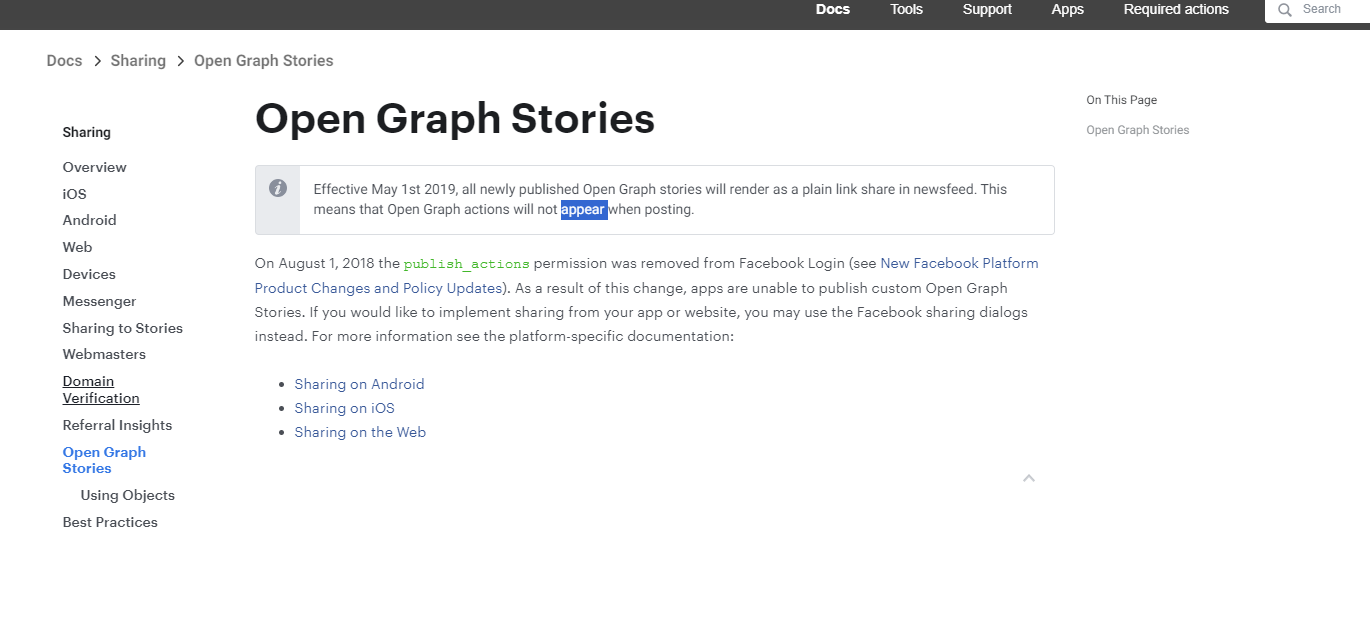 Docs Tools Support Apps Required actions Search
Docs > Sharing > Open Graph Stories
Sharing
Overview
iOS
Android
Web
Devices
Messenger
Sharing to Stories
Webmasters
Domain
Verification
Referral Insights
Open Graph
Stories
Using Objects
Best Practices
Open Graph Stories
Effective May 1st 2019, all newly published Open Graph stories will render as a plain link share in newsfeed. This
means that Open Graph actions will not appear when posting.
On August 1, 2018 the publish_actions permission was removed from Facebook Login (see New Facebook Platform
Product Changes and Policy Updates). As a result of this change, apps are unable to publish custom Open Graph
Stories. If you would like to implement sharing from your app or website, you may use the Facebook sharing dialogs
instead. For more information see the platform-specific documentation:
• Sharing on Android
• Sharing on iOS
• Sharing on the Web
On This Page
Open Graph Stories